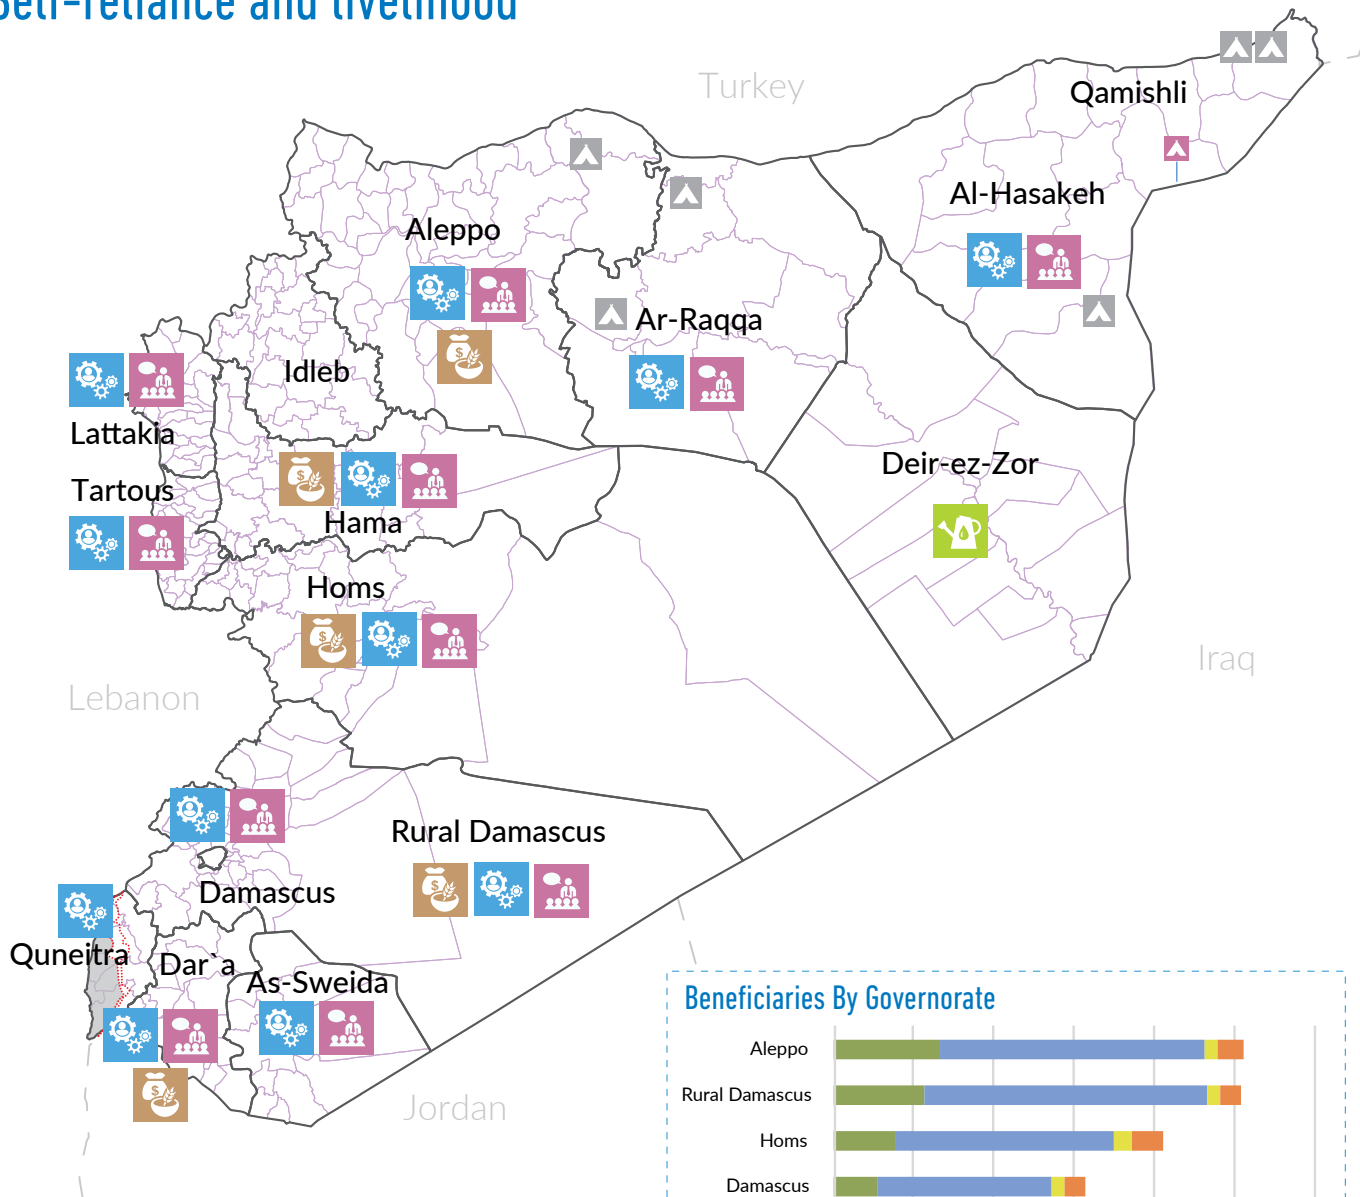 Self-reliance and livelihood
Turkey
Qamishli
Al-Hasakeh
Aleppo
Ar-Raqqa
Idleb
Lattakia
Deir-ez-Zor
Tartous
Hama
Homs
Iraq
Lebanon
Rural Damascus
Damascus
Quneitra
Dar`a
As-Sweida
Jordan
Beneficiaries By Governorate
Aleppo
Rural Damascus
Homs
Damascus